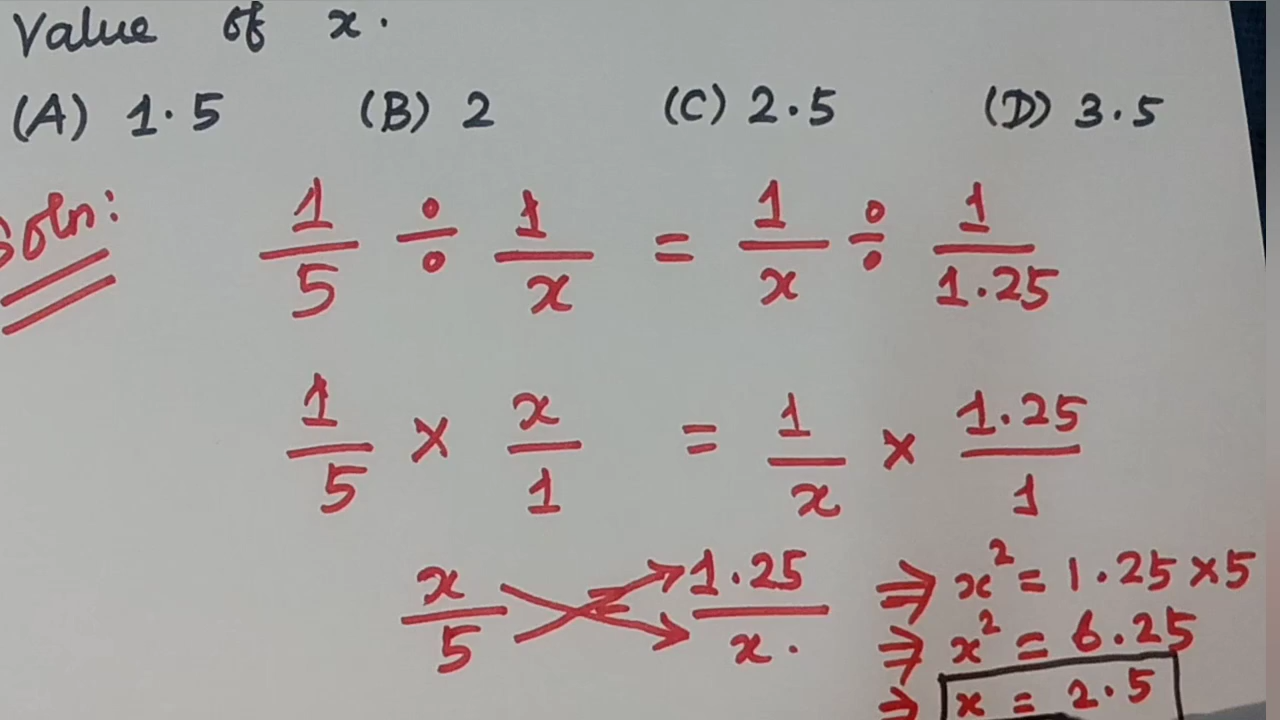 Value of x.
(A) 1.5 (B) 2 (C) 2.5 (D) 3.5
Soln: 1/5 ÷ 1/x = 1/x ÷ 1/1.25
1/5 × x/1 = 1/x × 1.25/1
x/5 1.25/x. ⇒ x² = 1.25 × 5
⇒ x² = 6.25
⇒ x = 2.5